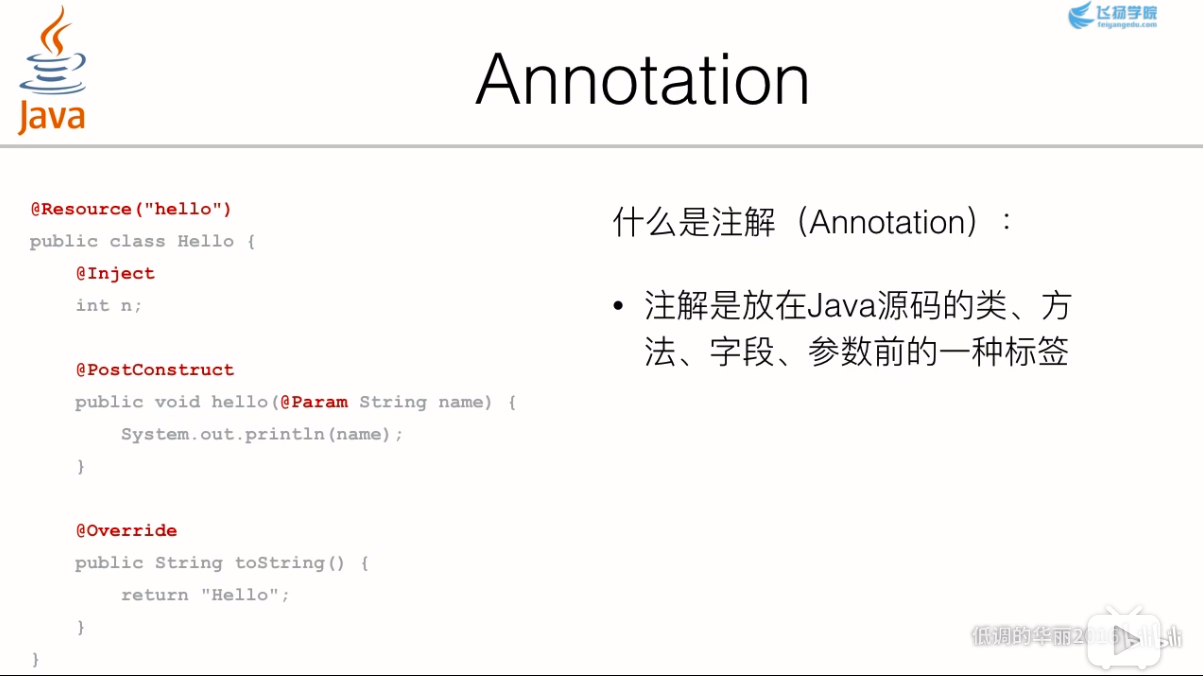 飞扬学院
feiyangedu.com
Java
Annotation
@Resource("hello")
public class Hello {
@Inject
int n;
@PostConstruct
public void hello(@Param String name) {
System.out.println(name);
}
@Override
public String toString() {
return "Hello";
}
}
什么是注解（Annotation）：
• 注解是放在Java源码的类、方
法、字段、参数前的一种标签
低调的华丽2016